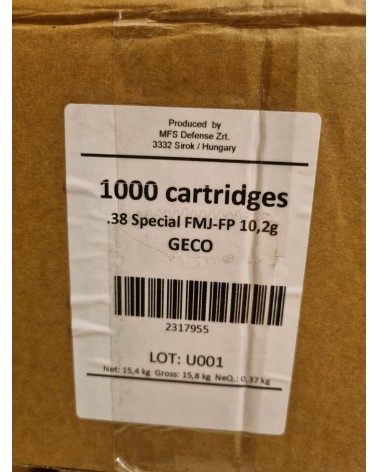 Produced by
MFS Defense Zrt.
3332 Sirok / Hungary
1000 cartridges
.38 Special FMJ-FP 10,2g
GECO
2317955
LOT: U001
Net: 15,4 kg Gross: 15,8 kg NeQ.: 0,37 kg